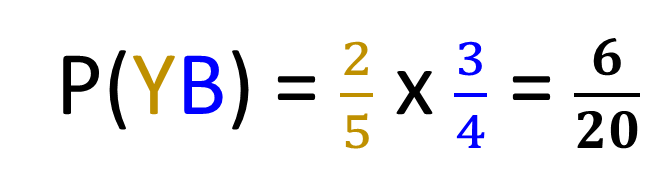 P(YB) = 2/5 x 3/4 = 6/20